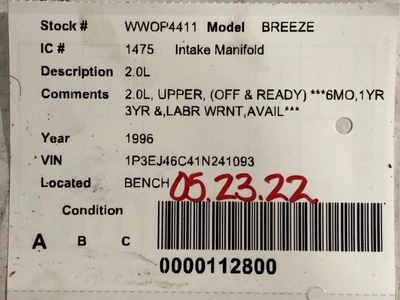 Stock # WWOP4411 Model BREEZE
IC # 1475 Intake Manifold
Description 2.0L
Comments 2.0L, UPPER, (OFF & READY) ***6MO,1YR
3YR &,LABR WRNT,AVAIL***
Year 1996
VIN 1P3EJ46C41N241093
Located BENCH 05.23.22.
Condition
A B C
0000112800